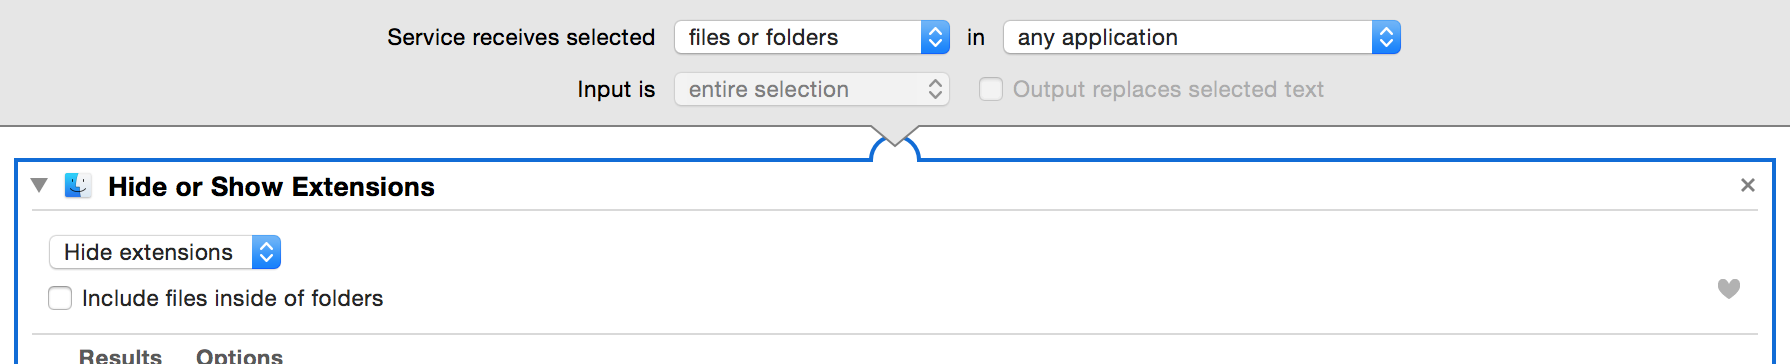 Service receives selected files or folders in any application
Input is entire selection Output replaces selected text
Hide or Show Extensions
Hide extensions
Include files inside of folders
Results Options